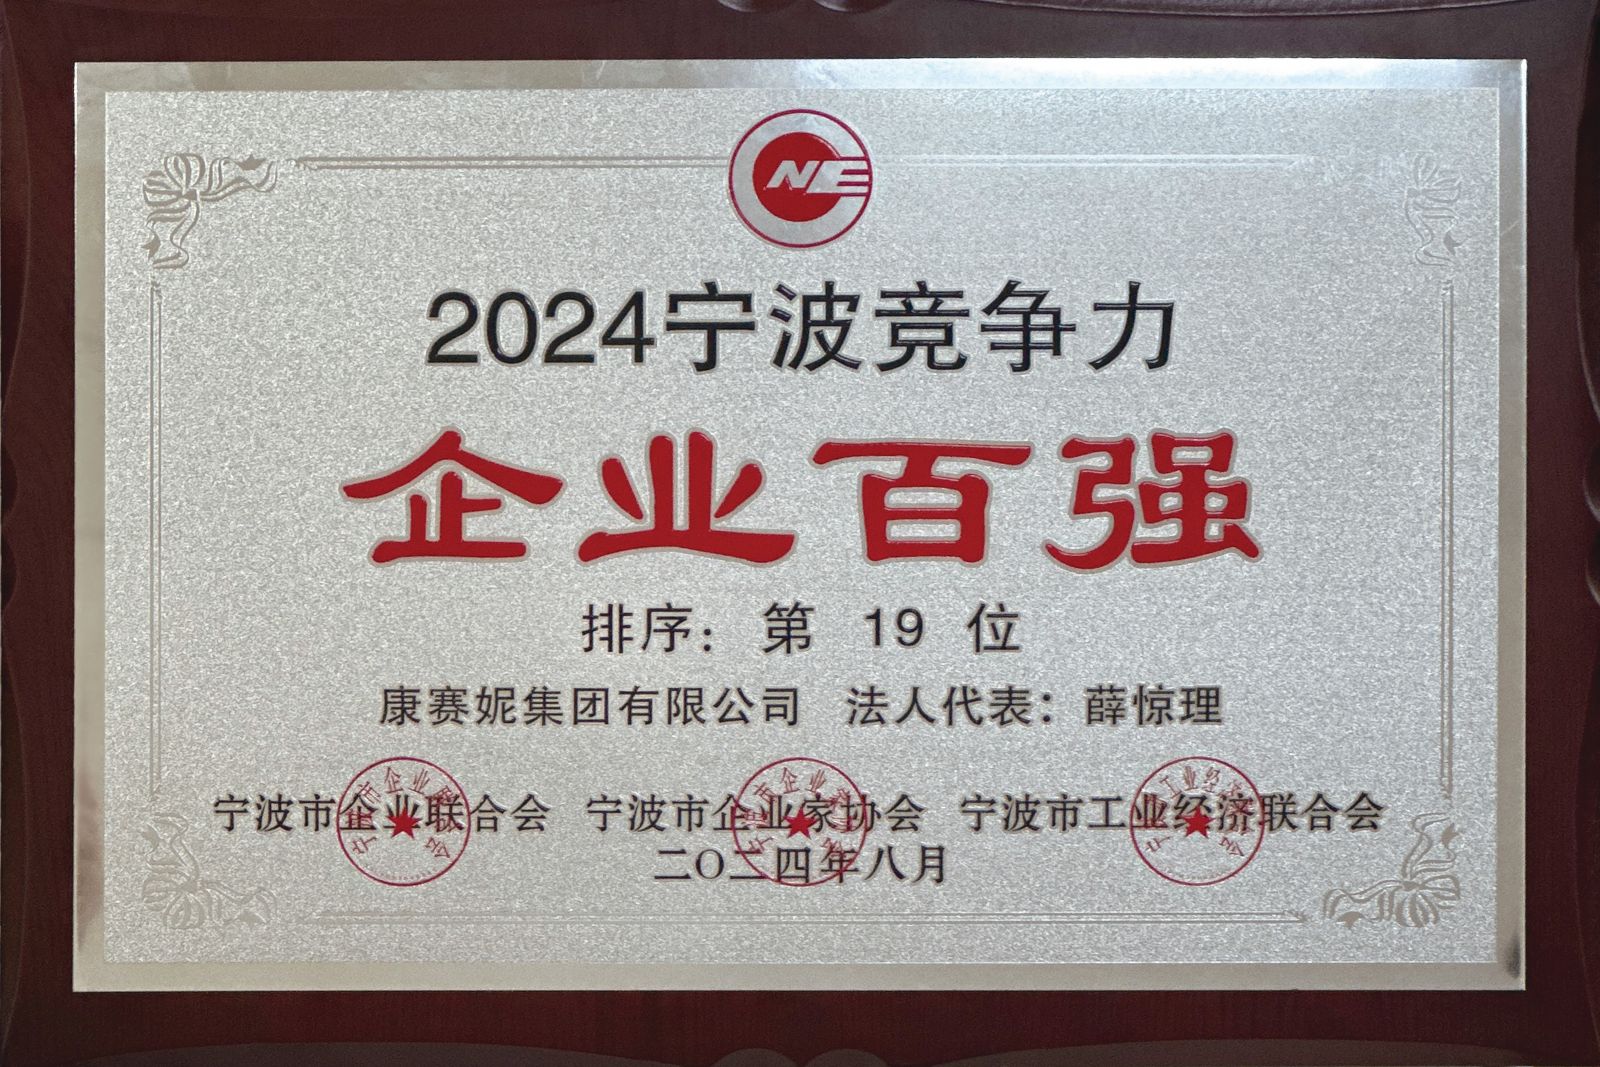 CNE
2024宁波竞争力
企业百强
排序：第 19 位
康赛妮集团有限公司 法人代表：薛惊理
宁波市企业联合会 宁波市企业家协会 宁波市工业经济联合会
二〇二四年八月